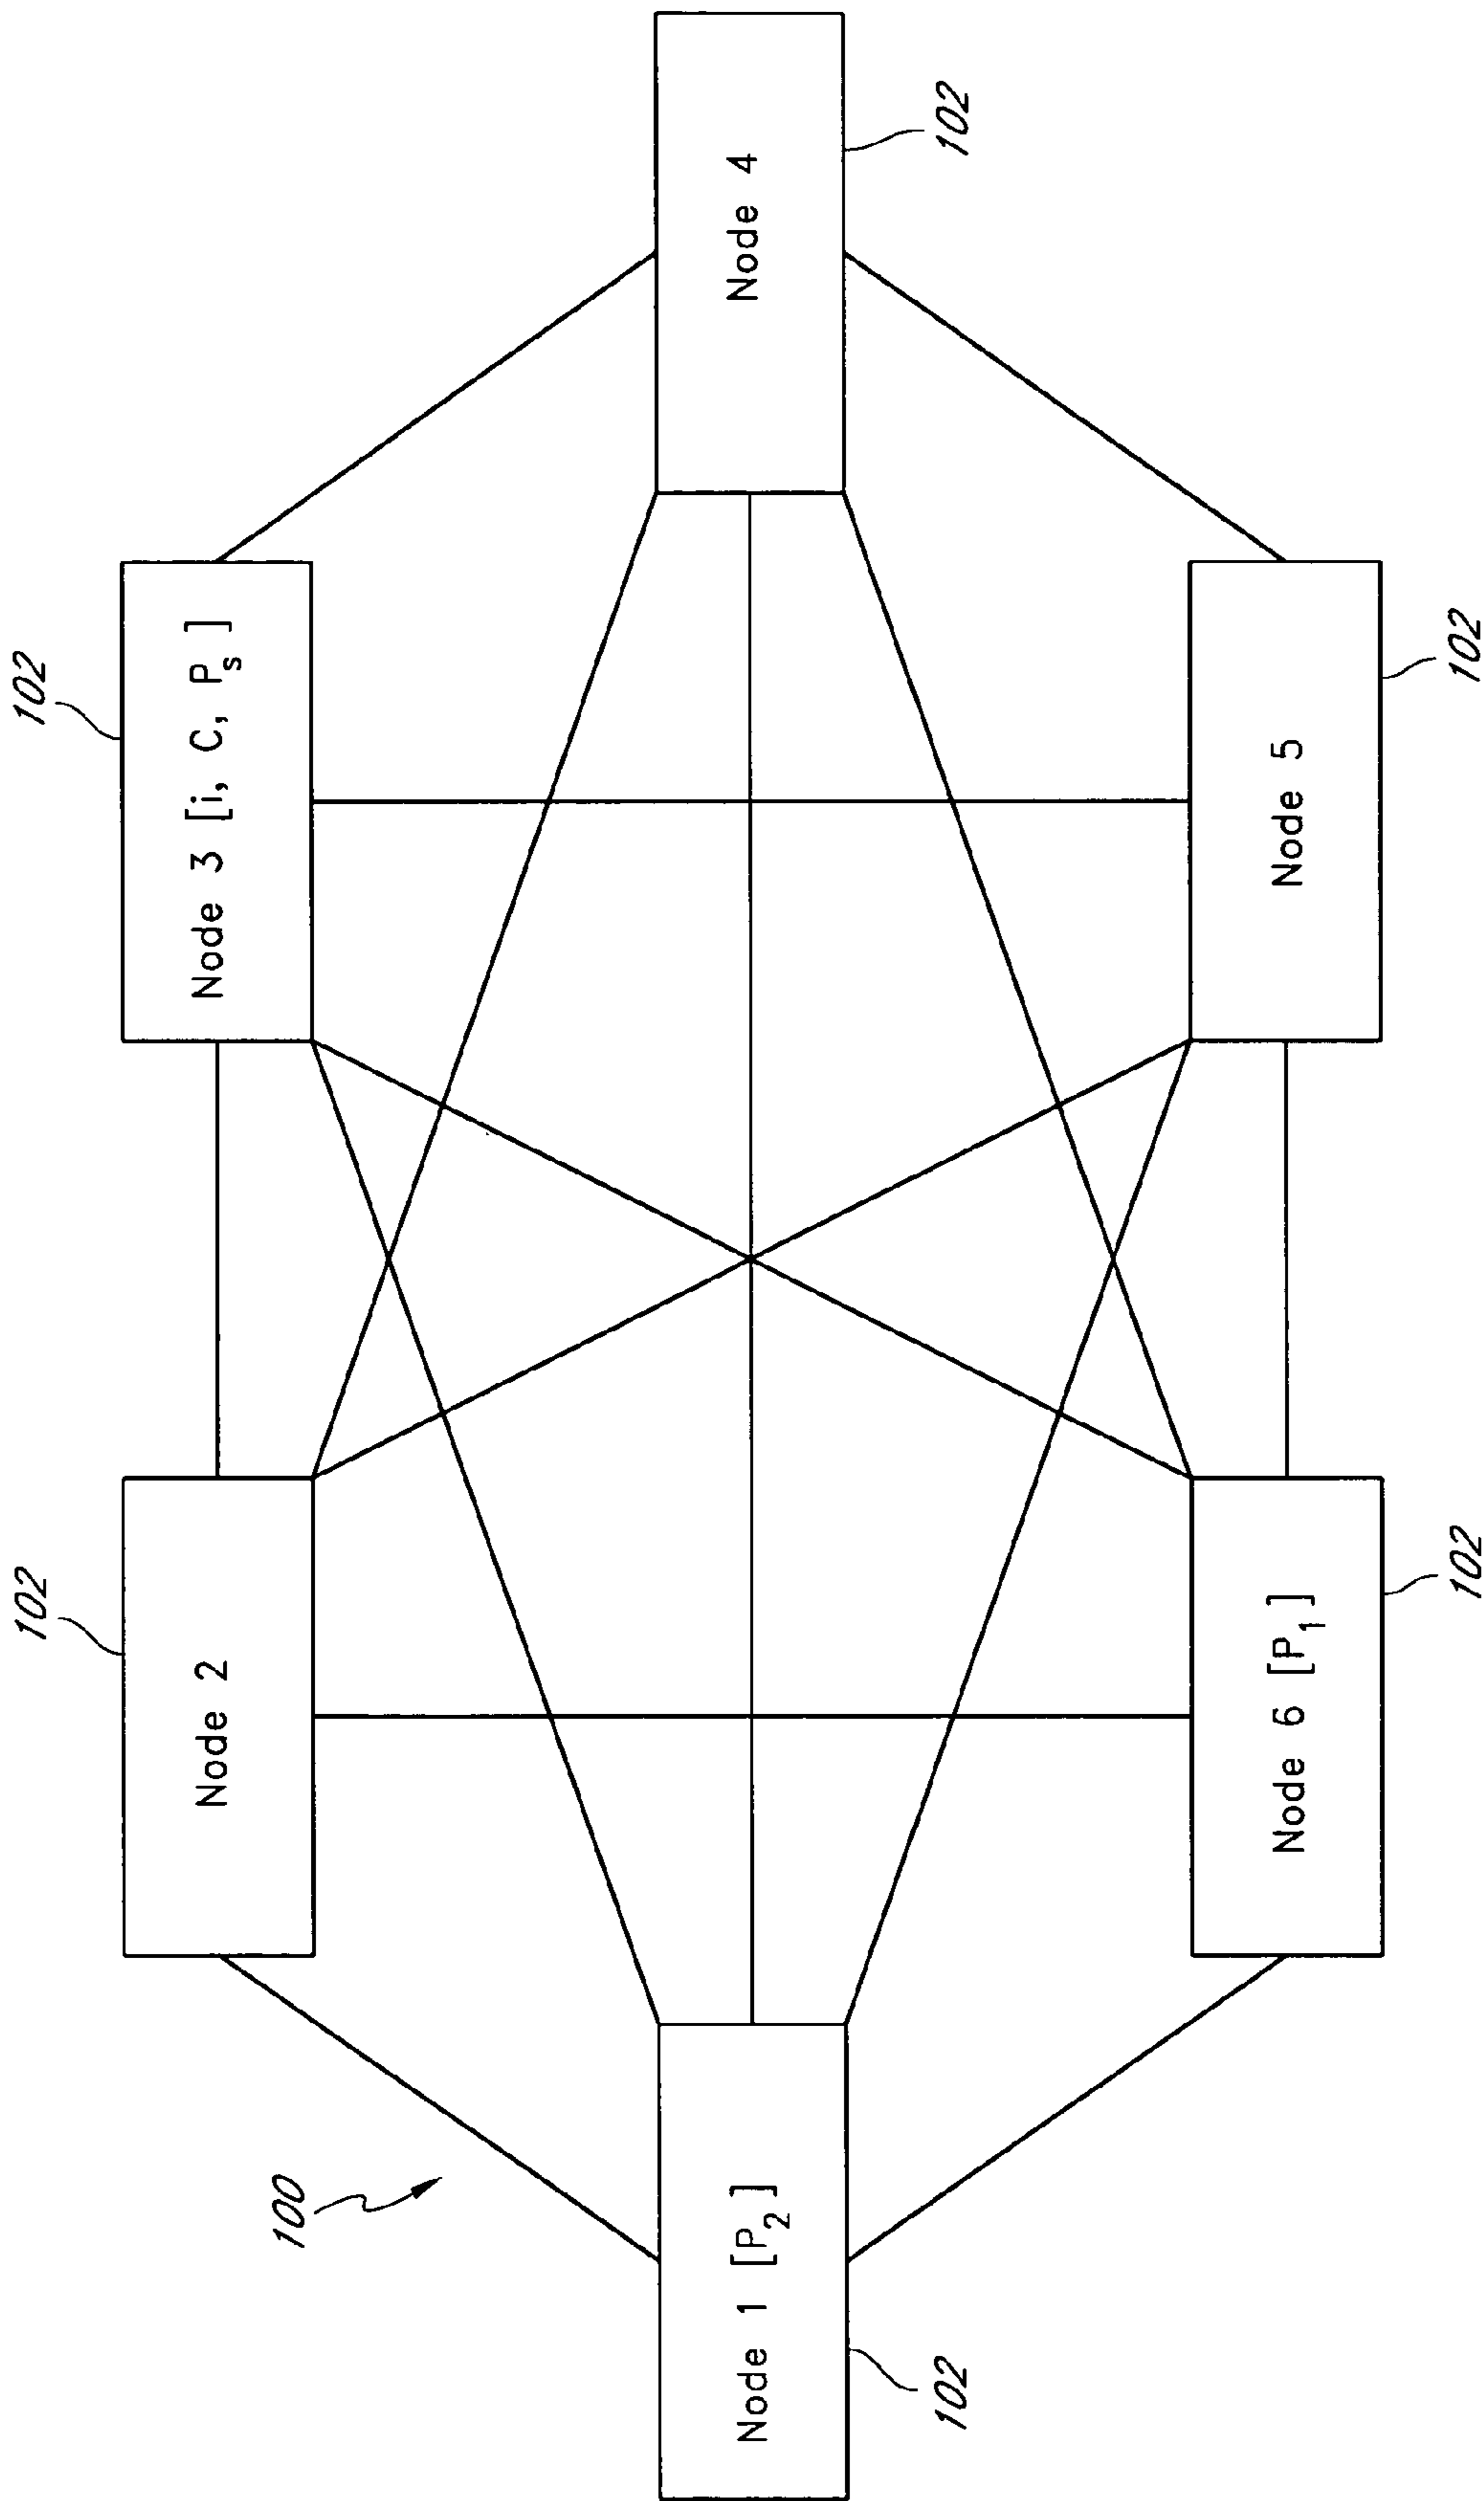 102
102
Node 2
Node 3 [i, C, Pₛ]
100
Node 1 [P₂]
Node 4
102
102
Node 6 [P₁]
Node 5
102
102